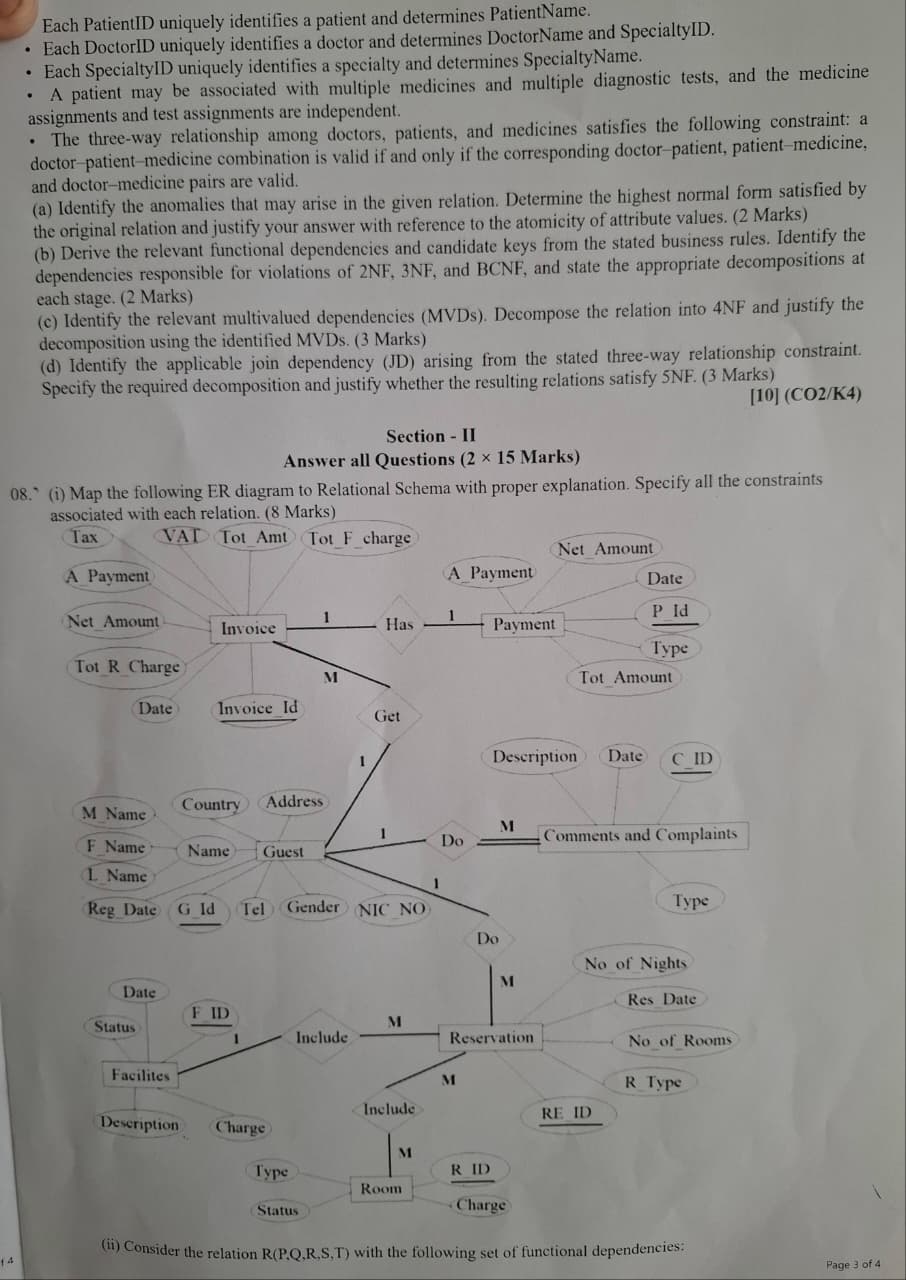 Each PatientID uniquely identifies a patient and determines PatientName.
• Each DoctorID uniquely identifies a doctor and determines DoctorName and SpecialtyID.
• Each SpecialtyID uniquely identifies a specialty and determines SpecialtyName.
• A patient may be associated with multiple medicines and multiple diagnostic tests, and the medicine
assignments and test assignments are independent.
• The three-way relationship among doctors, patients, and medicines satisfies the following constraint: a
doctor–patient–medicine combination is valid if and only if the corresponding doctor–patient, patient–medicine,
and doctor–medicine pairs are valid.
(a) Identify the anomalies that may arise in the given relation. Determine the highest normal form satisfied by
the original relation and justify your answer with reference to the atomicity of attribute values. (2 Marks)
(b) Derive the relevant functional dependencies and candidate keys from the stated business rules. Identify the
dependencies responsible for violations of 2NF, 3NF, and BCNF, and state the appropriate decompositions at
each stage. (2 Marks)
(c) Identify the relevant multivalued dependencies (MVDs). Decompose the relation into 4NF and justify the
decomposition using the identified MVDs. (3 Marks)
(d) Identify the applicable join dependency (JD) arising from the stated three-way relationship constraint.
Specify the required decomposition and justify whether the resulting relations satisfy 5NF. (3 Marks)
[10] (CO2/K4)
Section - II
Answer all Questions (2 × 15 Marks)
08. (i) Map the following ER diagram to Relational Schema with proper explanation. Specify all the constraints
associated with each relation. (8 Marks)
Tax VAT Tot_Amt Tot_F_charge
Net_Amount
A_Payment A_Payment Date
Net_Amount Invoice 1 Has 1 Payment P_Id
Type
Tot_R_Charge M Tot_Amount
Date Invoice_Id Get
1 Description Date C_ID
M_Name Country Address
F_Name Name Guest 1 Do M Comments and Complaints
L_Name
Reg_Date G_Id Tel Gender NIC_NO 1 Type
Do
No_of_Nights
Date M Res_Date
Status F_ID 1 Include M Reservation No_of_Rooms
Facilites M R_Type
Description Charge Include RE_ID
M
Type Room R_ID
Status Charge
(ii) Consider the relation R(P,Q,R,S,T) with the following set of functional dependencies:
Page 3 of 4